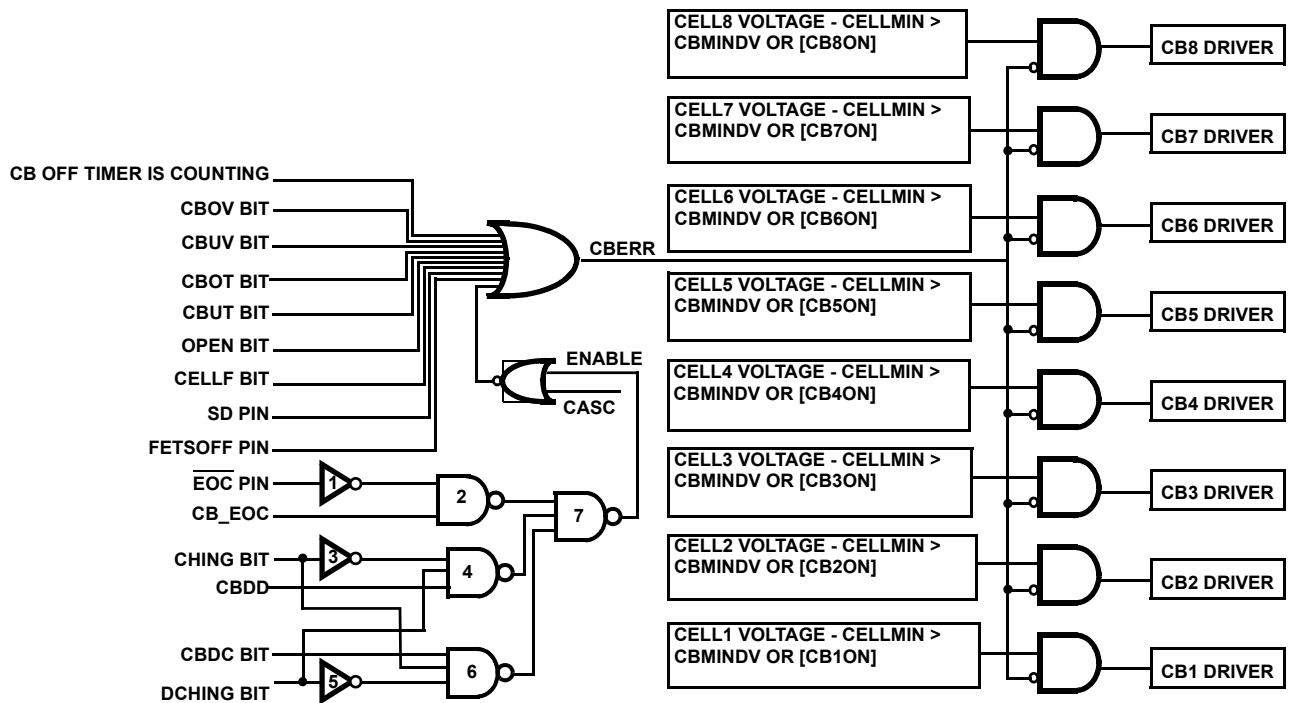 CELL8 VOLTAGE - CELLMIN >
CBMINDV OR [CB8ON]
CB8 DRIVER
CELL7 VOLTAGE - CELLMIN >
CBMINDV OR [CB7ON]
CB7 DRIVER
CB OFF TIMER IS COUNTING
CBOV BIT
CBUV BIT
CBOT BIT
CBUT BIT
OPEN BIT
CELLF BIT
SD PIN
FETSOFF PIN
EOC PIN
CB_EOC
CHING BIT
CBDD
CBDC BIT
DCHING BIT
1
2
3
4
5
6
7
CBERR
ENABLE
CASC
CELL6 VOLTAGE - CELLMIN >
CBMINDV OR [CB6ON]
CB6 DRIVER
CELL5 VOLTAGE - CELLMIN >
CBMINDV OR [CB5ON]
CB5 DRIVER
CELL4 VOLTAGE - CELLMIN >
CBMINDV OR [CB4ON]
CB4 DRIVER
CELL3 VOLTAGE - CELLMIN >
CBMINDV OR [CB3ON]
CB3 DRIVER
CELL2 VOLTAGE - CELLMIN >
CBMINDV OR [CB2ON]
CB2 DRIVER
CELL1 VOLTAGE - CELLMIN >
CBMINDV OR [CB1ON]
CB1 DRIVER